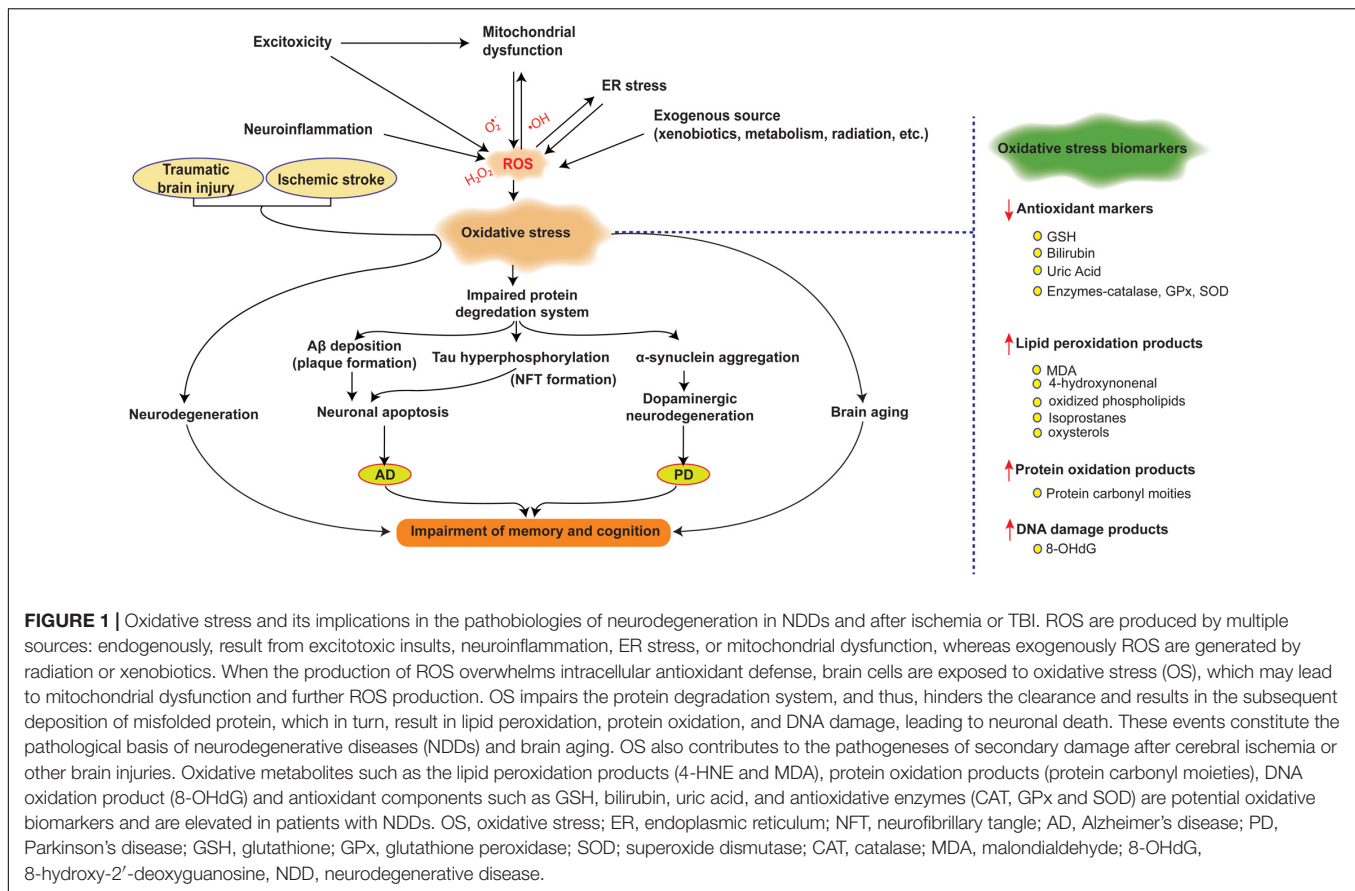 Excitoxicity
Mitochondrial
dysfunction
ER stress
Exogenous source
(xenobiotics, metabolism, radiation, etc.)
Neuroinflammation
O₂•⁻
•OH
H₂O₂
ROS
Traumatic
brain injury
Ischemic stroke
Oxidative stress
Impaired protein
degredation system
Aβ deposition
(plaque formation)
Tau hyperphosphorylation
(NFT formation)
α-synuclein aggregation
Neurodegeneration
Neuronal apoptosis
Dopaminergic
neurodegeneration
Brain aging
AD
PD
Impairment of memory and cognition
Oxidative stress biomarkers
Antioxidant markers
GSH
Bilirubin
Uric Acid
Enzymes-catalase, GPx, SOD
Lipid peroxidation products
MDA
4-hydroxynonenal
oxidized phospholipids
Isoprostanes
oxysterols
Protein oxidation products
Protein carbonyl moities
DNA damage products
8-OHdG
FIGURE 1 | Oxidative stress and its implications in the pathobiologies of neurodegeneration in NDDs and after ischemia or TBI. ROS are produced by multiple
sources: endogenously, result from excitotoxic insults, neuroinflammation, ER stress, or mitochondrial dysfunction, whereas exogenously ROS are generated by
radiation or xenobiotics. When the production of ROS overwhelms intracellular antioxidant defense, brain cells are exposed to oxidative stress (OS), which may lead
to mitochondrial dysfunction and further ROS production. OS impairs the protein degradation system, and thus, hinders the clearance and results in the subsequent
deposition of misfolded protein, which in turn, result in lipid peroxidation, protein oxidation, and DNA damage, leading to neuronal death. These events constitute the
pathological basis of neurodegenerative diseases (NDDs) and brain aging. OS also contributes to the pathogeneses of secondary damage after cerebral ischemia or
other brain injuries. Oxidative metabolites such as the lipid peroxidation products (4-HNE and MDA), protein oxidation products (protein carbonyl moieties), DNA
oxidation product (8-OHdG) and antioxidant components such as GSH, bilirubin, uric acid, and antioxidative enzymes (CAT, GPx and SOD) are potential oxidative
biomarkers and are elevated in patients with NDDs. OS, oxidative stress; ER, endoplasmic reticulum; NFT, neurofibrillary tangle; AD, Alzheimer's disease; PD,
Parkinson's disease; GSH, glutathione; GPx, glutathione peroxidase; SOD; superoxide dismutase; CAT, catalase; MDA, malondialdehyde; 8-OHdG,
8-hydroxy-2′-deoxyguanosine, NDD, neurodegenerative disease.